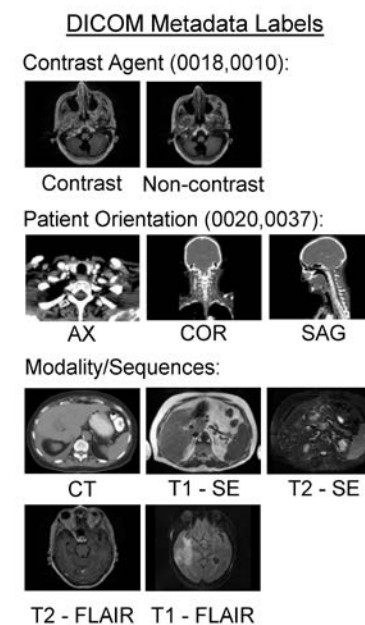 DICOM Metadata Labels
Contrast Agent (0018,0010):
Contrast Non-contrast
Patient Orientation (0020,0037):
AX COR SAG
Modality/Sequences:
CT T1 - SE T2 - SE
T2 - FLAIR T1 - FLAIR